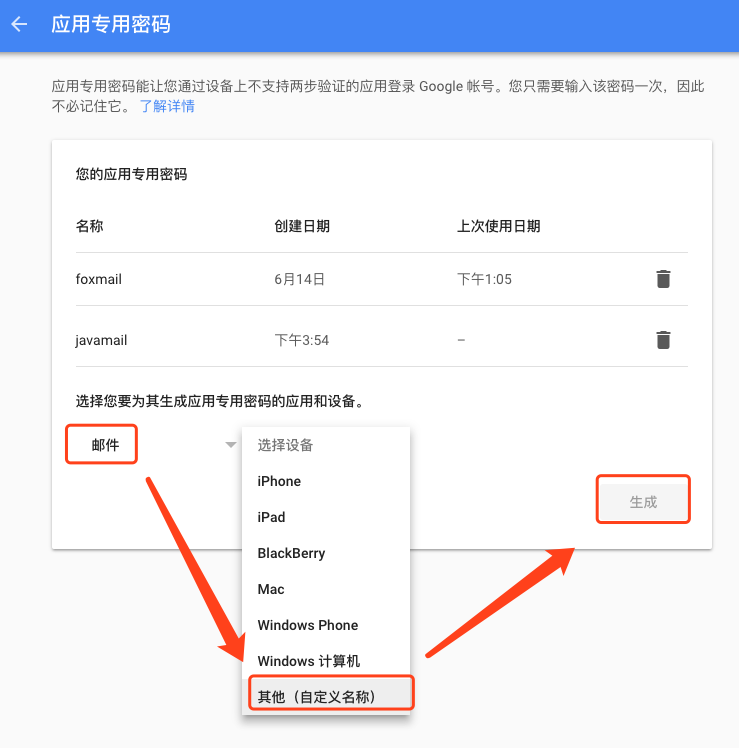 应用专用密码
应用专用密码能让您通过设备上不支持两步验证的应用登录 Google 帐号。您只需要输入该密码一次，因此
不必记住它。 了解详情
您的应用专用密码
名称 创建日期 上次使用日期
foxmail 6月14日 下午1:05
javamail 下午3:54 –
选择您要为其生成应用专用密码的应用和设备。
邮件
选择设备
iPhone
iPad
BlackBerry
Mac
Windows Phone
Windows 计算机
其他（自定义名称）
生成